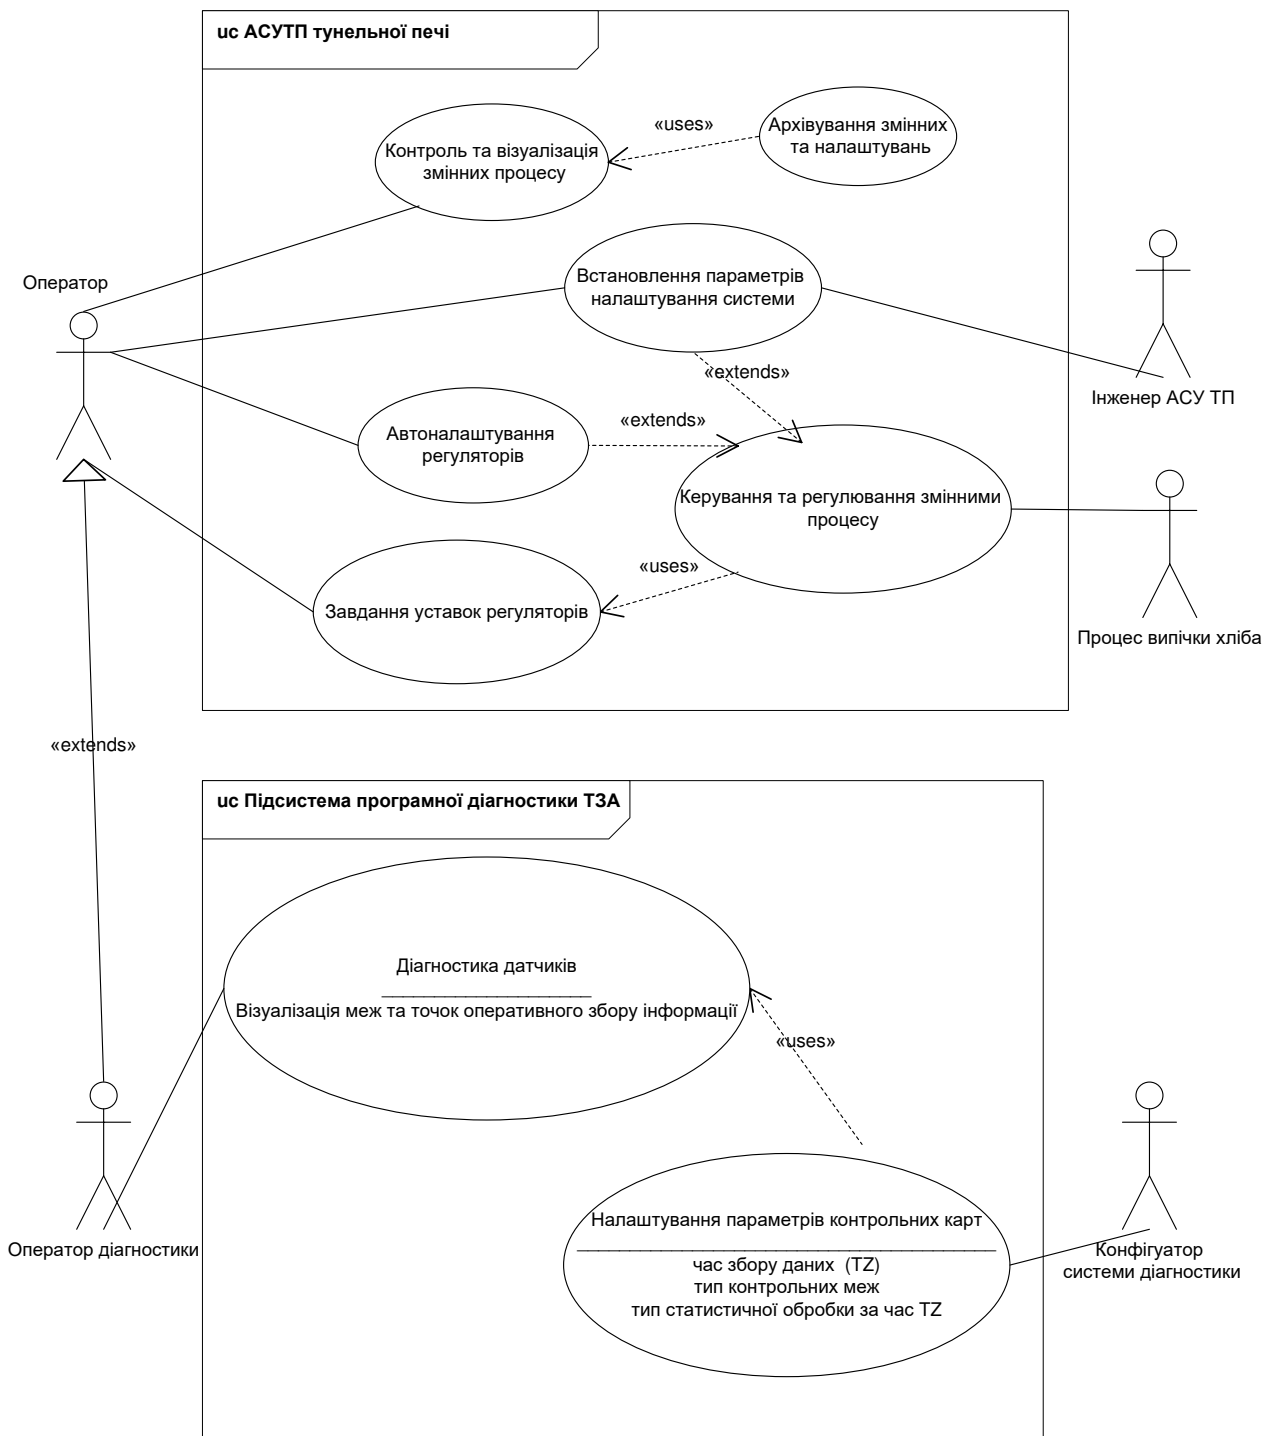 uc АСУТП тунельної печі
«uses»
Архівування змінних
та налаштувань
Контроль та візуалізація
змінних процесу
Оператор
Встановлення параметрів
налаштування системи
«extends»
Інженер АСУ ТП
Автоналаштування
регуляторів
«extends»
Керування та регулювання змінними
процесу
«uses»
Завдання уставок регуляторів
Процес випічки хліба
«extends»
uc Підсистема програмної діагностики ТЗА
Діагностика датчиків
Візуалізація меж та точок оперативного збору інформації
«uses»
Налаштування параметрів контрольних карт
час збору даних  (TZ)
тип контрольних меж
тип статистичної обробки за час TZ
Оператор діагностики
Конфігуатор
системи діагностики